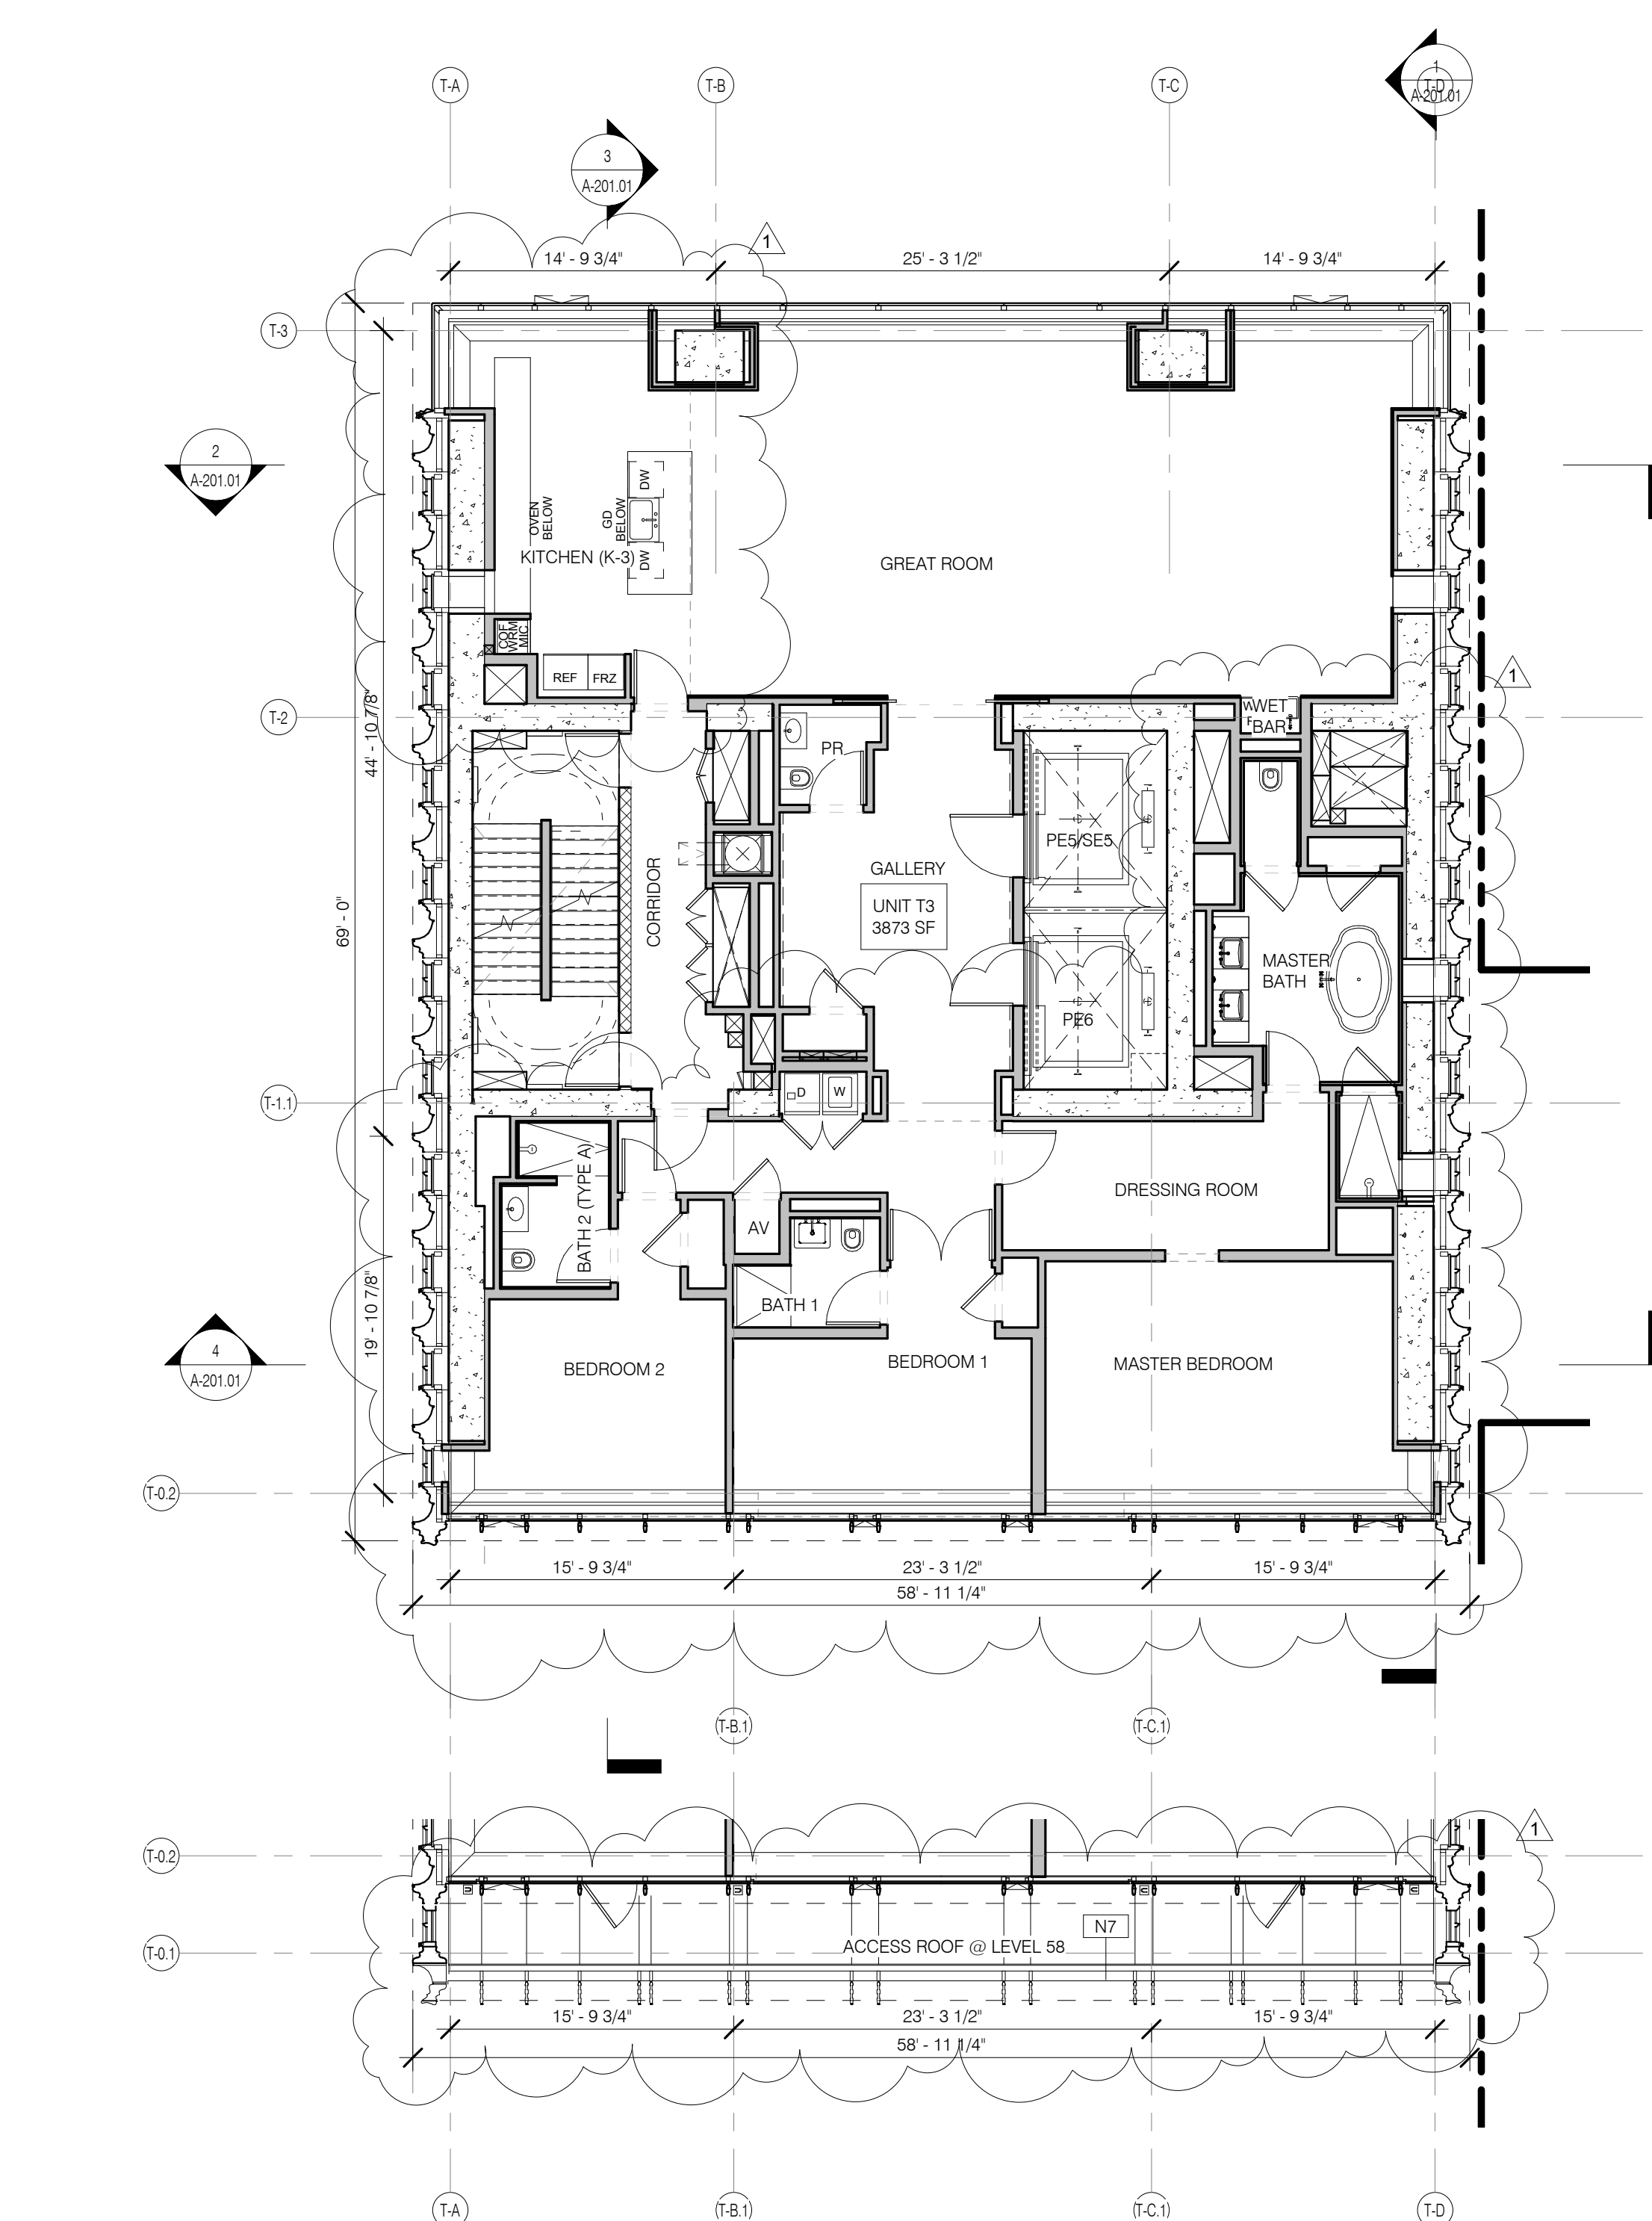 T-A
T-B
T-C
1
T-D
A-201.01
3
A-201.01
1
14' - 9 3/4"
25' - 3 1/2"
14' - 9 3/4"
T-3
2
A-201.01
DW
OVEN
BELOW
GD
BELOW
KITCHEN (K-3)
DW
GREAT ROOM
COF
WRM
MIC.
REF
FRZ
1
T-2
44' - 10 7/8"
WET
BAR
PR
PE5/SE5
CORRIDOR
GALLERY
UNIT T3
3873 SF
69' - 0"
MASTER
BATH
PE6
D
W
T-1.1
BATH 2 (TYPE A)
DRESSING ROOM
AV
BATH 1
19' - 10 7/8"
4
A-201.01
BEDROOM 2
BEDROOM 1
MASTER BEDROOM
T-0.2
15' - 9 3/4"
23' - 3 1/2"
15' - 9 3/4"
58' - 11 1/4"
T-B.1
T-C.1
1
T-0.2
N7
T-0.1
ACCESS ROOF @ LEVEL 58
15' - 9 3/4"
23' - 3 1/2"
15' - 9 3/4"
58' - 11 1/4"
T-A
T-B.1
T-C.1
T-D